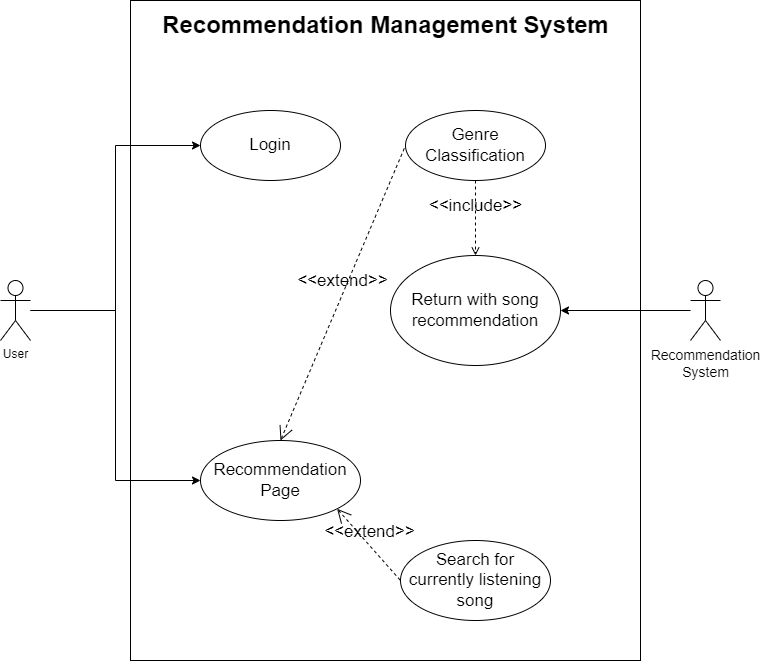 Recommendation Management System
Login
Genre
Classification
<<include>>
<<extend>>
Return with song
recommendation
User
Recommendation
System
Recommendation
Page
<<extend>>
Search for
currently listening
song